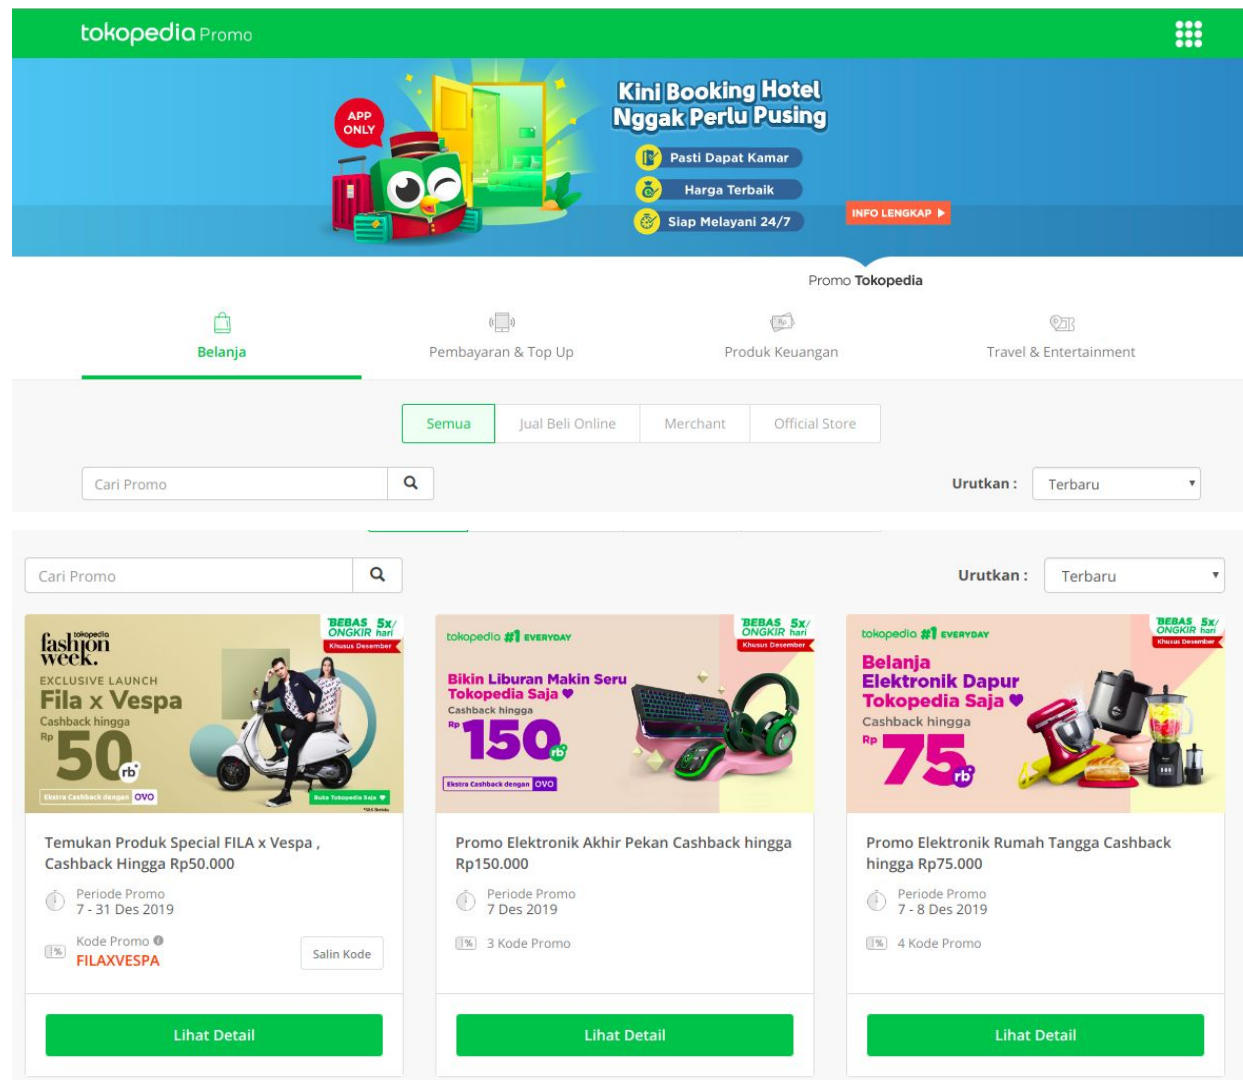 tokopedia Promo
APP
ONLY
Kini Booking Hotel
Nggak Perlu Pusing
Pasti Dapat Kamar
Harga Terbaik
Siap Melayani 24/7
INFO LENGKAP
Promo Tokopedia
Belanja
Pembayaran & Top Up
Rp
Produk Keuangan
Travel & Entertainment
Semua
Jual Beli Online
Merchant
Official Store
Cari Promo
Urutkan :
Terbaru
Cari Promo
Urutkan :
Terbaru
tokopedia
fashion
week.
BEBAS 5x/
ONGKIR hari
Khusus Desember
EXCLUSIVE LAUNCH
Fila x Vespa
Cashback hingga
Rp
50rb
Ekstra Cashback dengan OVO
Buka Tokopedia Saja
*S&K Berlaku
Temukan Produk Special FILA x Vespa ,
Cashback Hingga Rp50.000
Periode Promo
7 - 31 Des 2019
Kode Promo
FILAXVESPA
Salin Kode
Lihat Detail
tokopedia #1 EVERYDAY
BEBAS 5x/
ONGKIR hari
Khusus Desember
Bikin Liburan Makin Seru
Tokopedia Saja
Cashback hingga
Rp
150rb
Ekstra Cashback dengan OVO
Promo Elektronik Akhir Pekan Cashback hingga
Rp150.000
Periode Promo
7 Des 2019
3 Kode Promo
Lihat Detail
tokopedia #1 EVERYDAY
BEBAS 5x/
ONGKIR hari
Khusus Desember
Belanja
Elektronik Dapur
Tokopedia Saja
Cashback hingga
Rp
75rb
Promo Elektronik Rumah Tangga Cashback
hingga Rp75.000
Periode Promo
7 - 8 Des 2019
4 Kode Promo
Lihat Detail